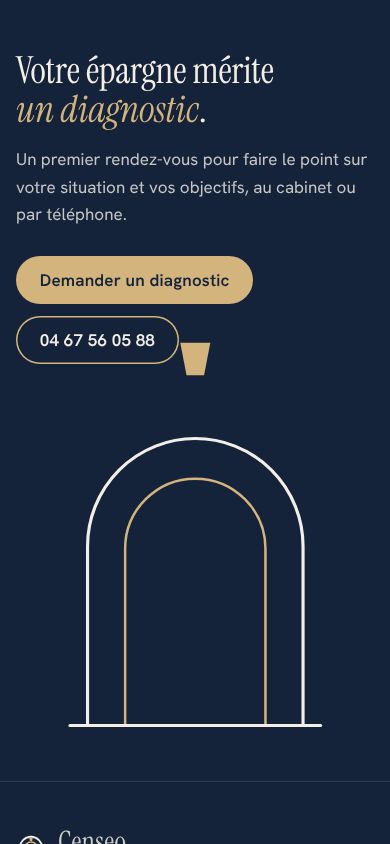 Votre épargne mérite
un diagnostic.
Un premier rendez-vous pour faire le point sur
votre situation et vos objectifs, au cabinet ou
par téléphone.
Demander un diagnostic
04 67 56 05 88
Censeo